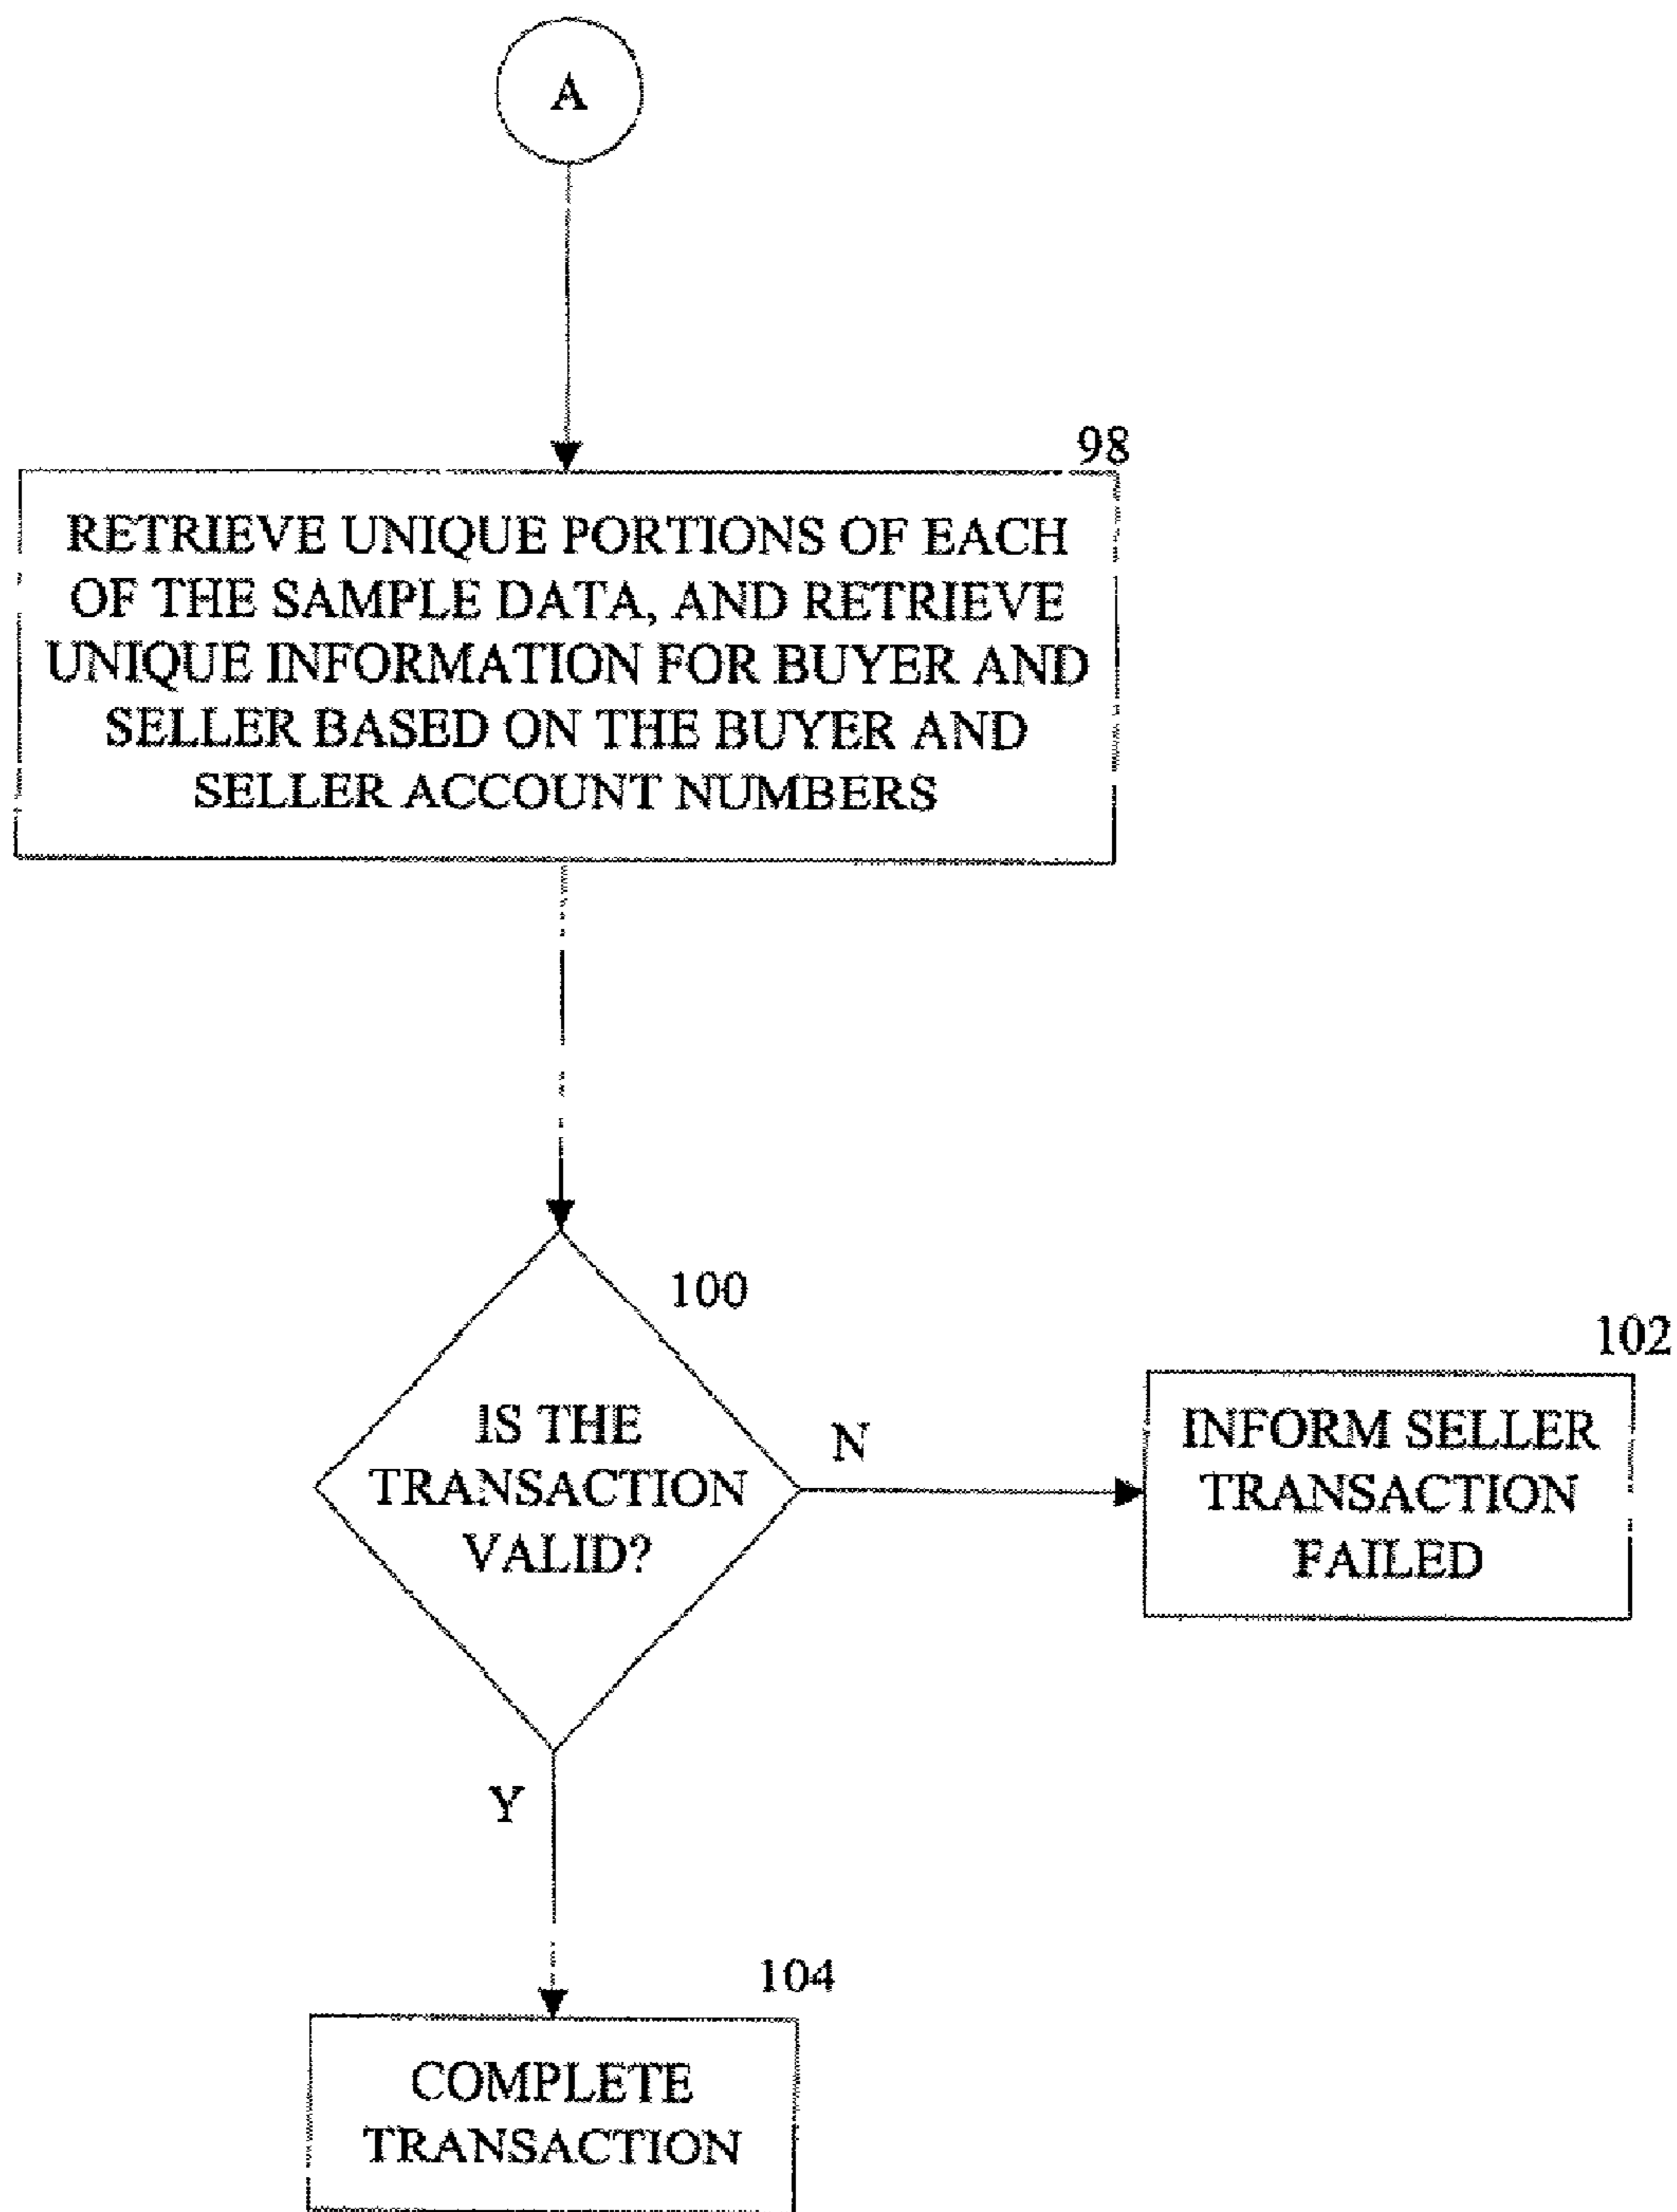 A
98
RETRIEVE UNIQUE PORTIONS OF EACH
OF THE SAMPLE DATA, AND RETRIEVE
UNIQUE INFORMATION FOR BUYER AND
SELLER BASED ON THE BUYER AND
SELLER ACCOUNT NUMBERS
100
IS THE
TRANSACTION
VALID?
N
102
INFORM SELLER
TRANSACTION
FAILED
Y
104
COMPLETE
TRANSACTION